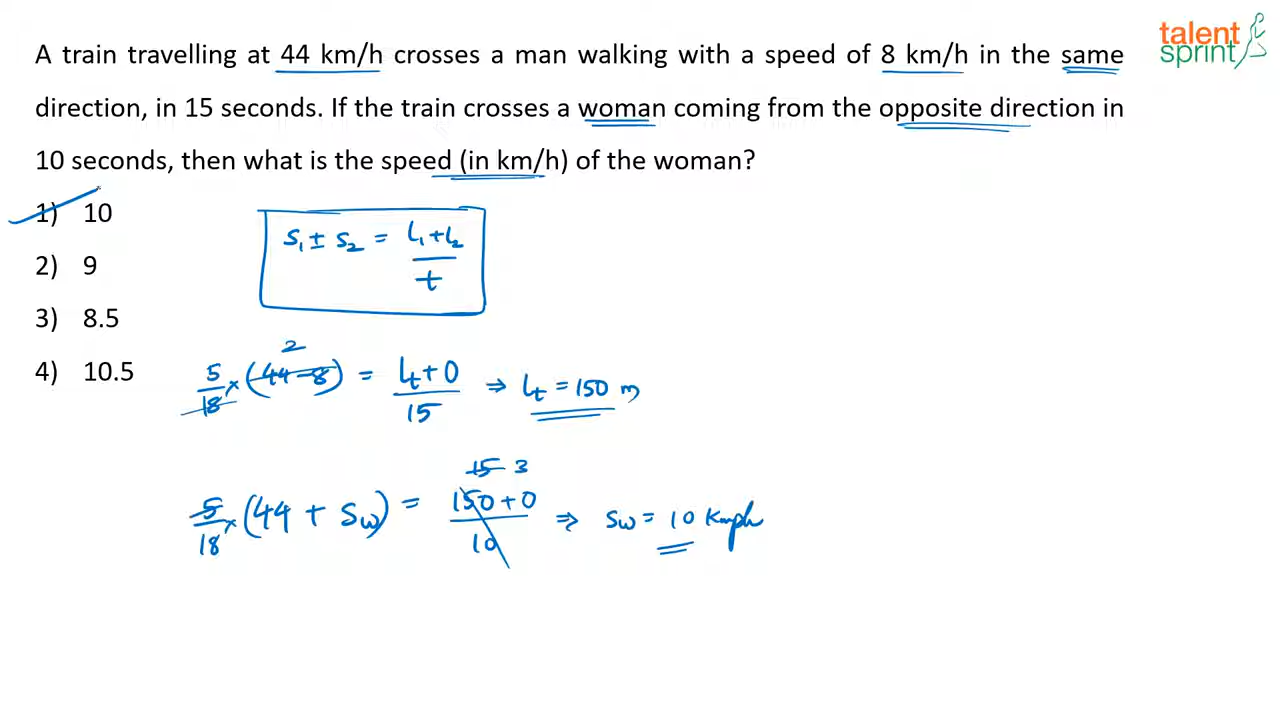 talent
sprint
A train travelling at 44 km/h crosses a man walking with a speed of 8 km/h in the same
direction, in 15 seconds. If the train crosses a woman coming from the opposite direction in
10 seconds, then what is the speed (in km/h) of the woman?
1) 10
2) 9
3) 8.5
4) 10.5
S₁ ± S₂ = L₁+L₂ / t
2
5/18 × (44-8) = Lt+0 / 15 ⇒ Lt = 150 m
15 3
5/18 × (44 + Sw) = 150+0 / 10 ⇒ Sw = 10 Kmph